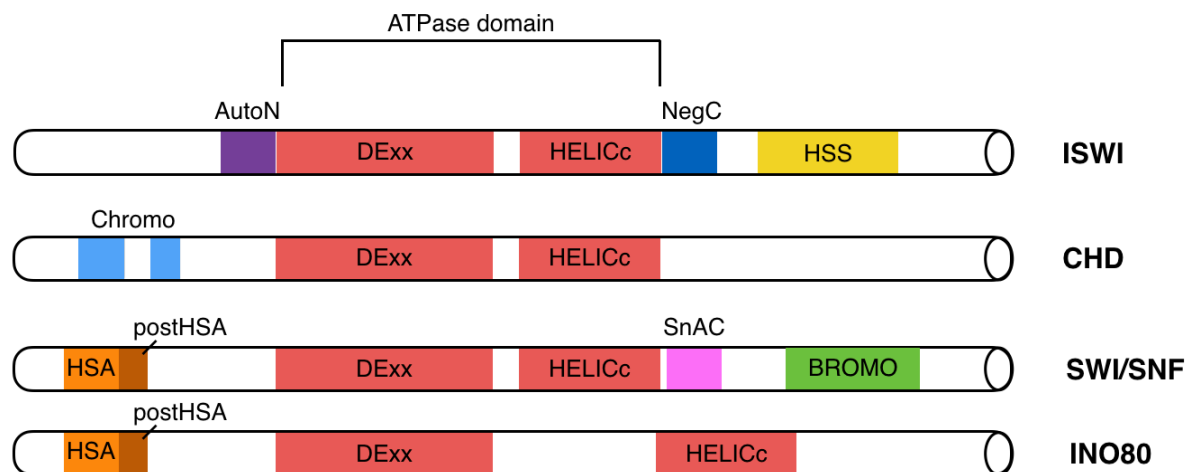 ATPase domain
AutoN
NegC
DExx
HELICc
HSS
ISWI
Chromo
DExx
HELICc
CHD
postHSA
SnAC
HSA
DExx
HELICc
BROMO
SWI/SNF
postHSA
HSA
DExx
HELICc
INO80